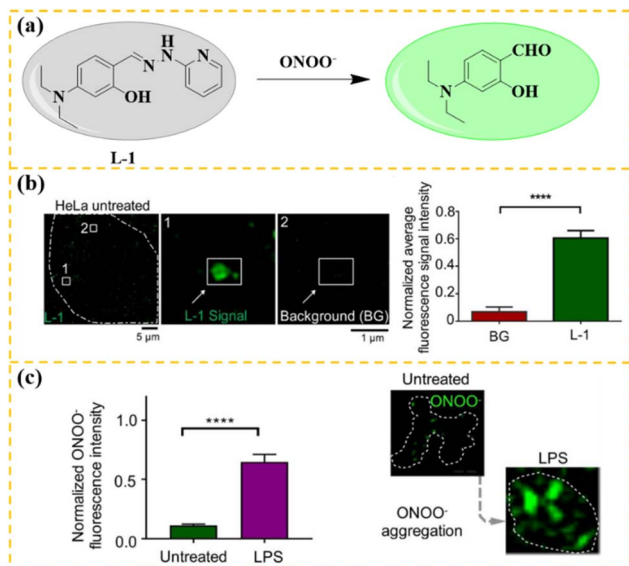 (a)
H
N
N
N
OH
N
L-1
ONOO⁻
CHO
OH
N
(b)
HeLa untreated
2
1
L-1
5 μm
1
L-1 Signal
2
Background (BG)
1 μm
Normalized average
fluorescence signal intensity
0.8
0.6
0.4
0.2
0.0
****
BG
L-1
(c)
Normalized ONOO⁻
fluorescence intensity
1.0
0.5
0.0
****
Untreated
LPS
Untreated
ONOO⁻
LPS
ONOO⁻
aggregation